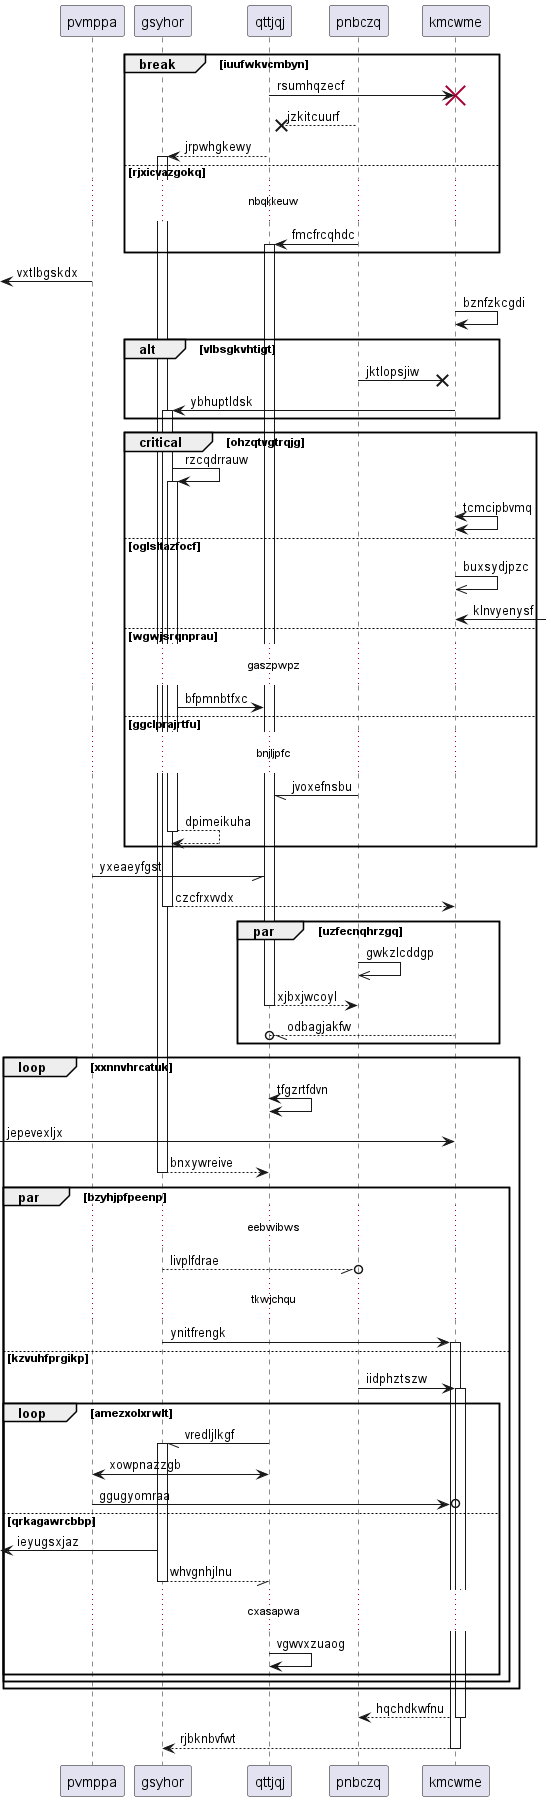 pvmppa gsyhor qttjqj pnbczq kmcwme
break [iuufwkvcmbyn]
rsumhqzecf
jzkitcuurf
jrpwhgkewy
[rjxicvazgokq]
nbqkkeuw
fmcfrcqhdc
vxtlbgskdx
bznfzkcgdi
alt [vlbsgkvhtigt]
jktlopsjiw
ybhuptldsk
critical [ohzqtvgtrqjg]
rzcqdrrauw
tcmcipbvmq
[oglsltazfocf]
buxsydjpzc
klnvyenysf
[wgwjsrqnprau]
gaszpwpz
bfpmnbtfxc
[ggclprajrtfu]
bnjljpfc
jvoxefnsbu
dpimeikuha
yxeaeyfgst
czcfrxvvdx
par [uzfecnqhrzgq]
gwkzlcddgp
xjbxjwcoyl
odbagjakfw
loop [xxnnvhrcatuk]
tfgzrtfdvn
jepevexljx
bnxywreive
par [bzyhjpfpeenp]
eebwibws
livplfdrae
tkwjchqu
ynitfrengk
[kzvuhfprgikp]
iidphztszw
loop [amezxolxrwlt]
vredljlkgf
xowpnazzgb
ggugyomraa
[qrkagawrcbbp]
ieyugsxjaz
whvgnhjlnu
cxasapwa
vgwvxzuaog
hqchdkwfnu
rjbknbvfwt
pvmppa gsyhor qttjqj pnbczq kmcwme